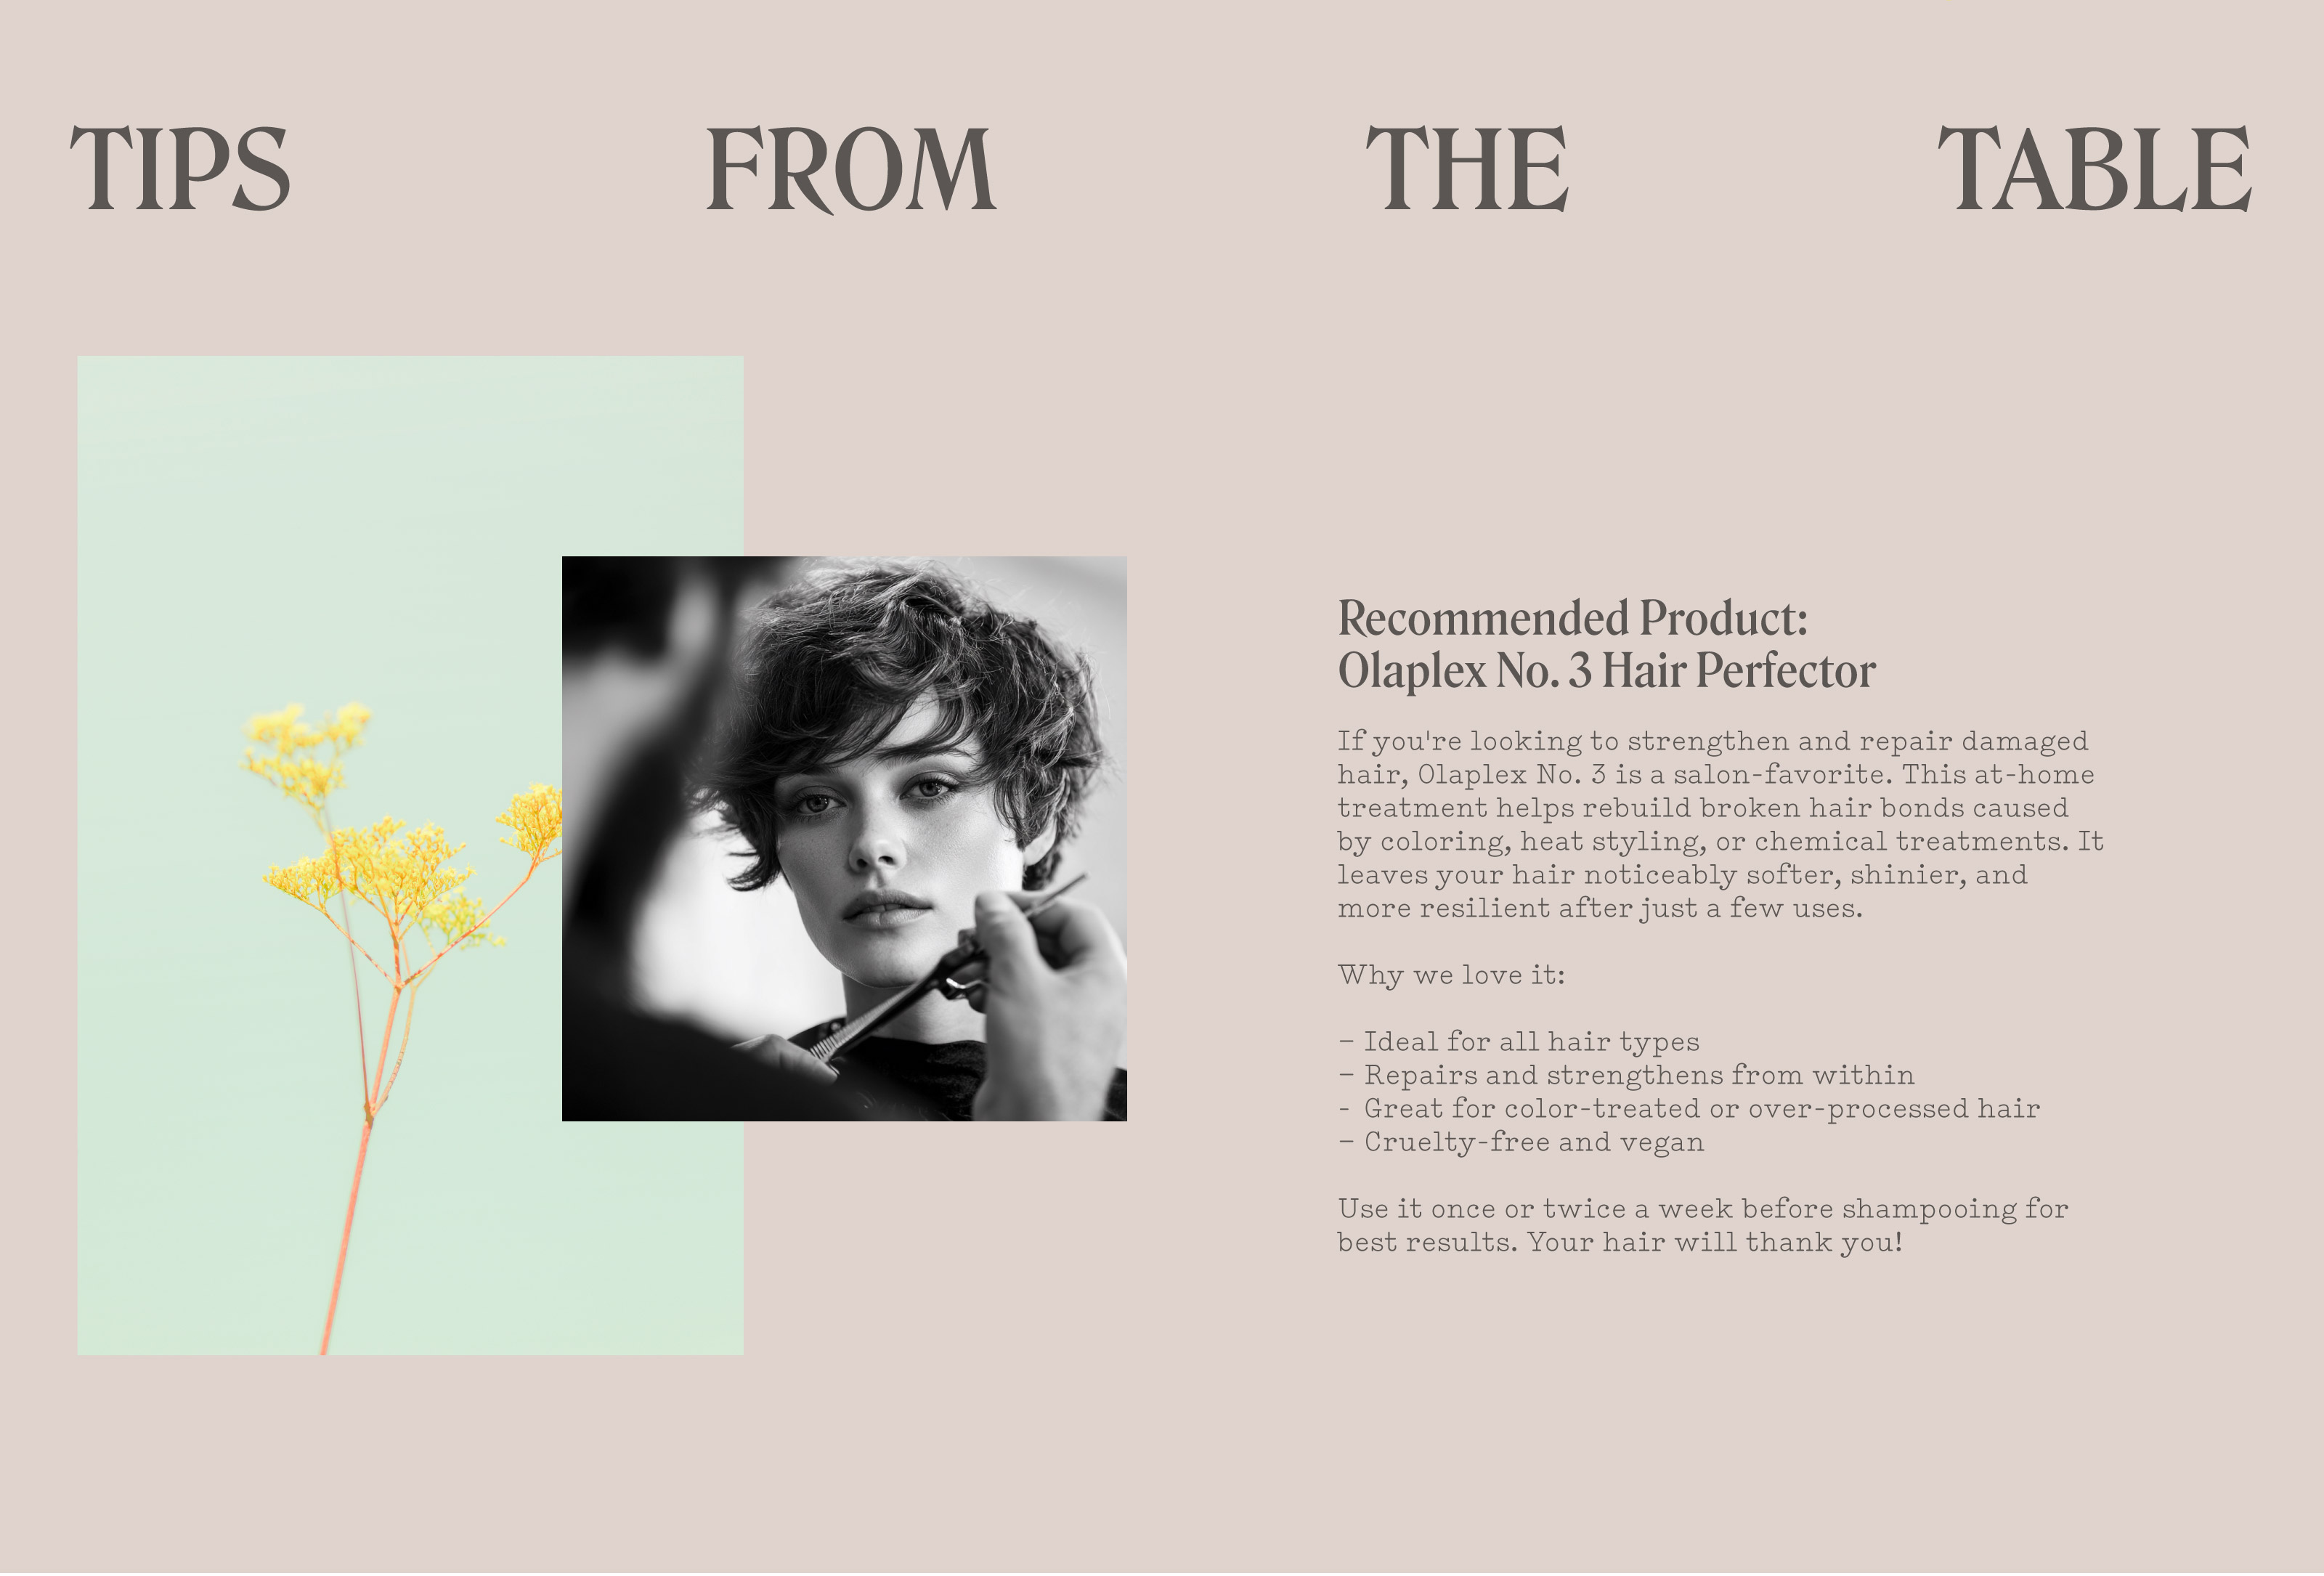 TIPS FROM THE TABLE
Recommended Product:
Olaplex No. 3 Hair Perfector
If you're looking to strengthen and repair damaged
hair, Olaplex No. 3 is a salon-favorite. This at-home
treatment helps rebuild broken hair bonds caused
by coloring, heat styling, or chemical treatments. It
leaves your hair noticeably softer, shinier, and
more resilient after just a few uses.
Why we love it:
– Ideal for all hair types
– Repairs and strengthens from within
- Great for color-treated or over-processed hair
– Cruelty-free and vegan
Use it once or twice a week before shampooing for
best results. Your hair will thank you!